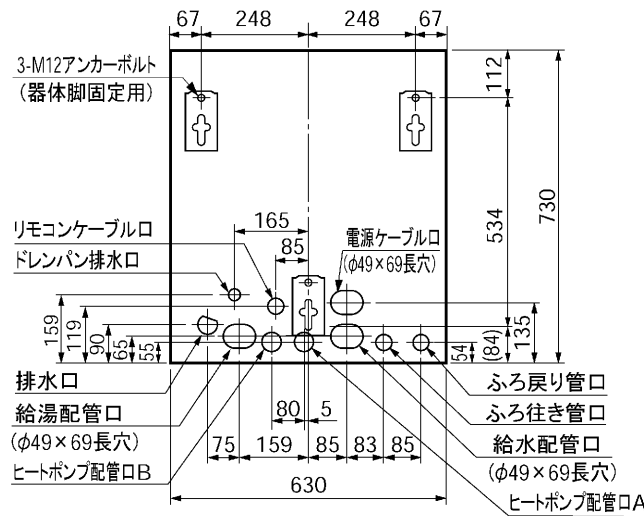 67
248
248
67
3-M12アンカーボルト
(器体脚固定用)
112
534
730
165
リモコンケーブル口
ドレンパン排水口
85
電源ケーブル口
(φ49×69長穴)
159
119
90
65
55
54
(84)
135
排水口
給湯配管口
(φ49×69長穴)
ヒートポンプ配管口B
80
5
75
159
85
83
85
630
ふろ戻り管口
ふろ往き管口
給水配管口
(φ49×69長穴)
ヒートポンプ配管口A